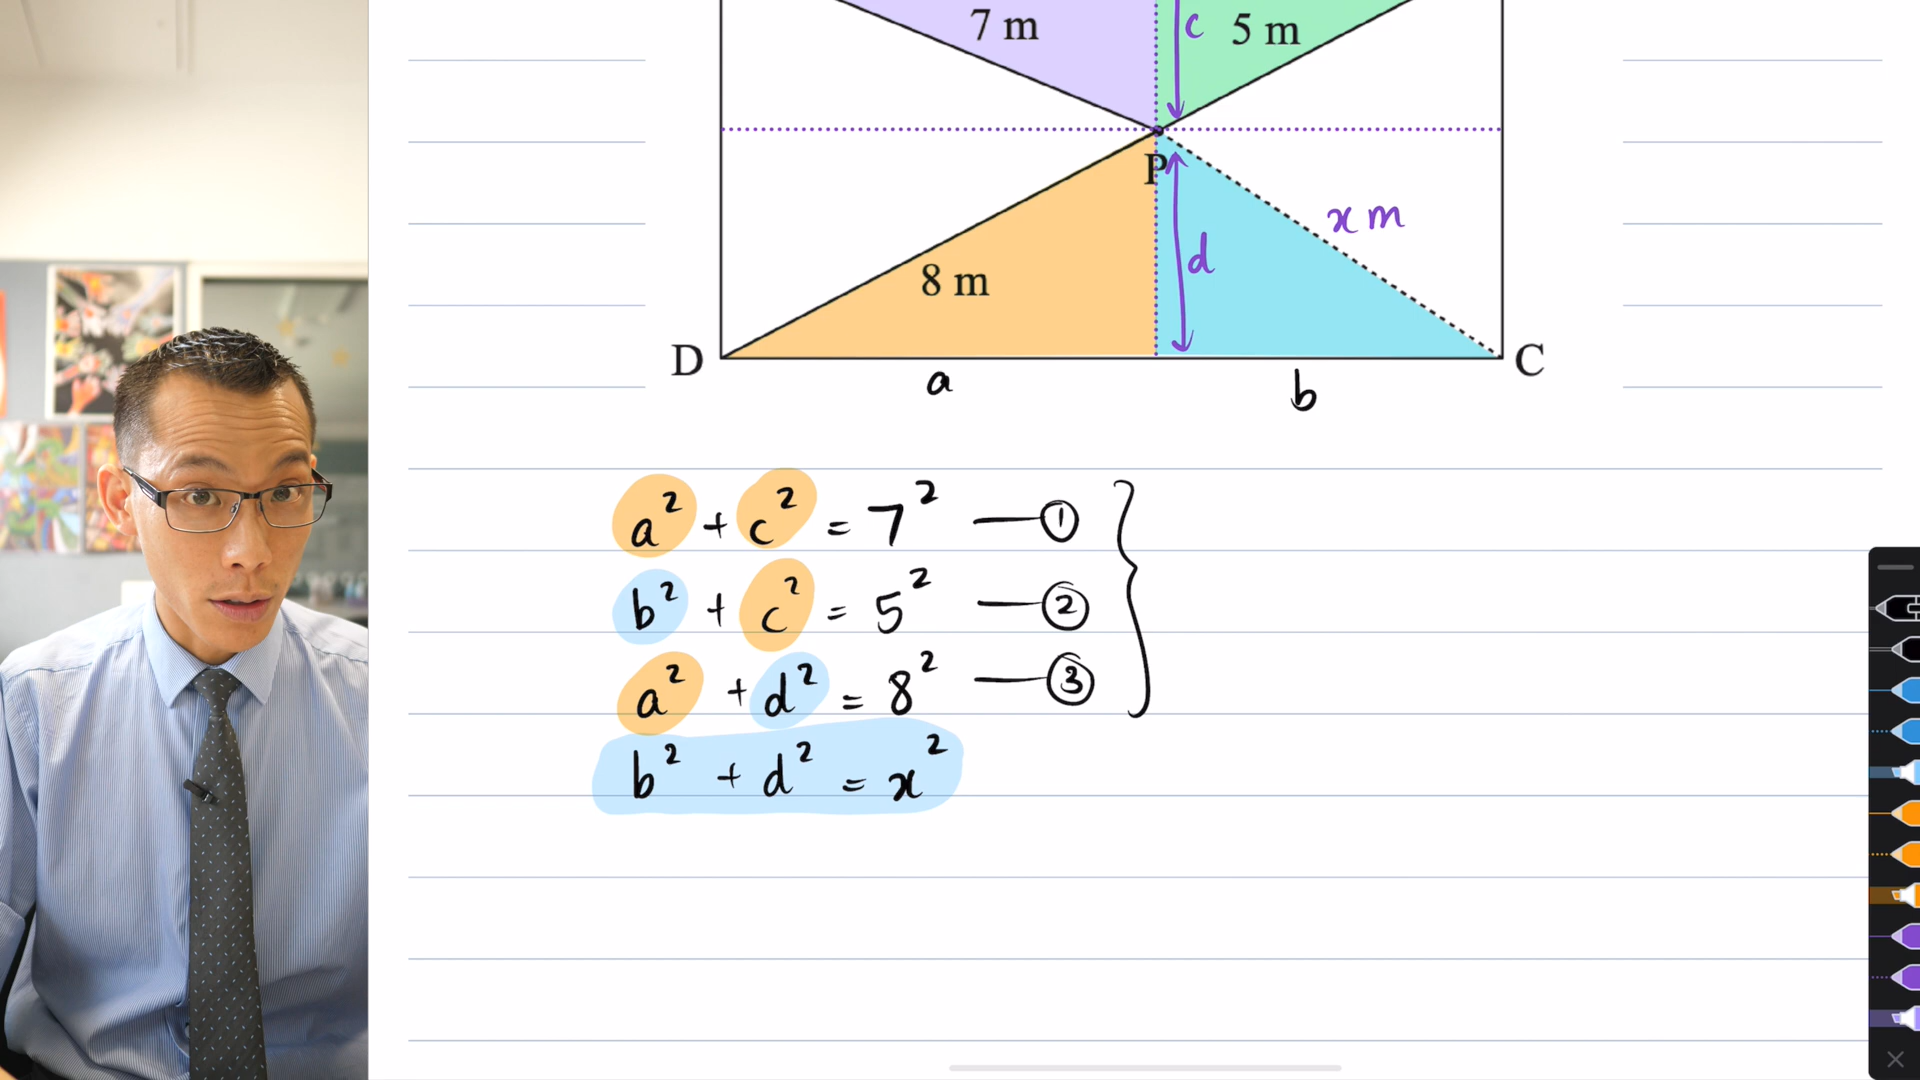 7 m
c
5 m
P
x m
d
8 m
D
C
a
b
a² + c² = 7² — ①
b² + c² = 5² — ②
a² + d² = 8² — ③
b² + d² = x²